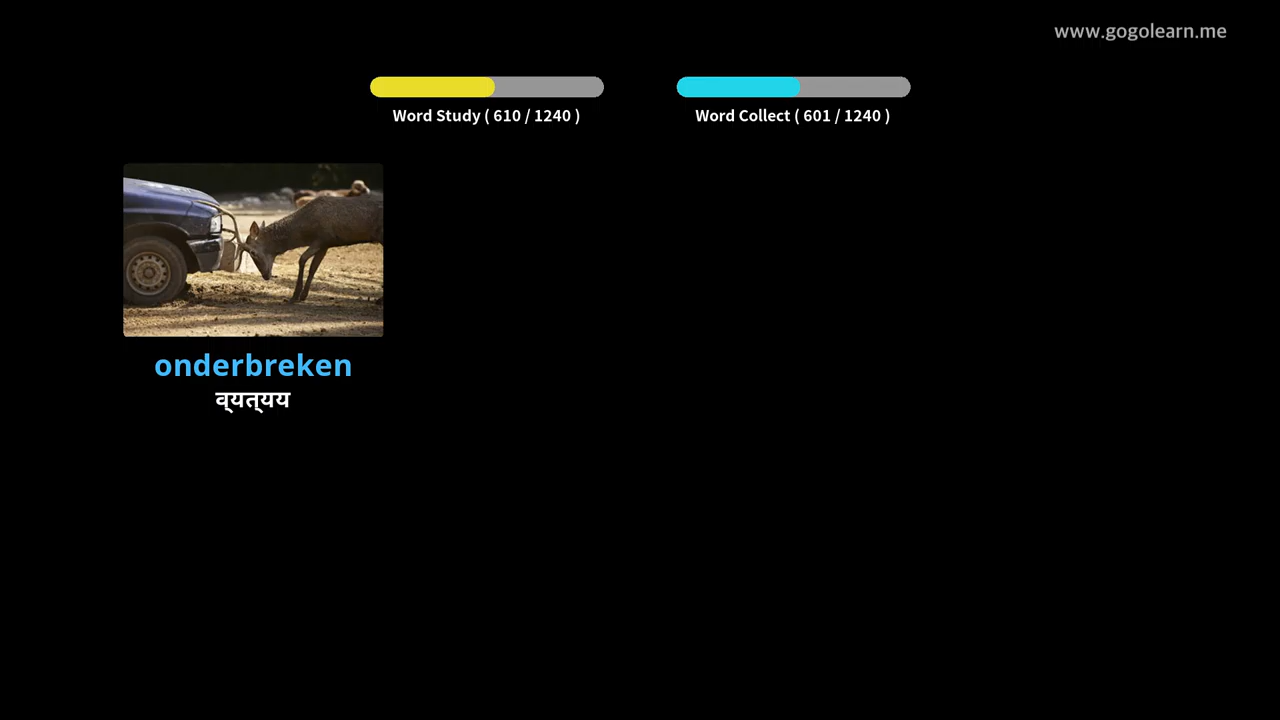 www.gogolearn.me
Word Study ( 610 / 1240 )
Word Collect ( 601 / 1240 )
onderbreken
व्यत्यय